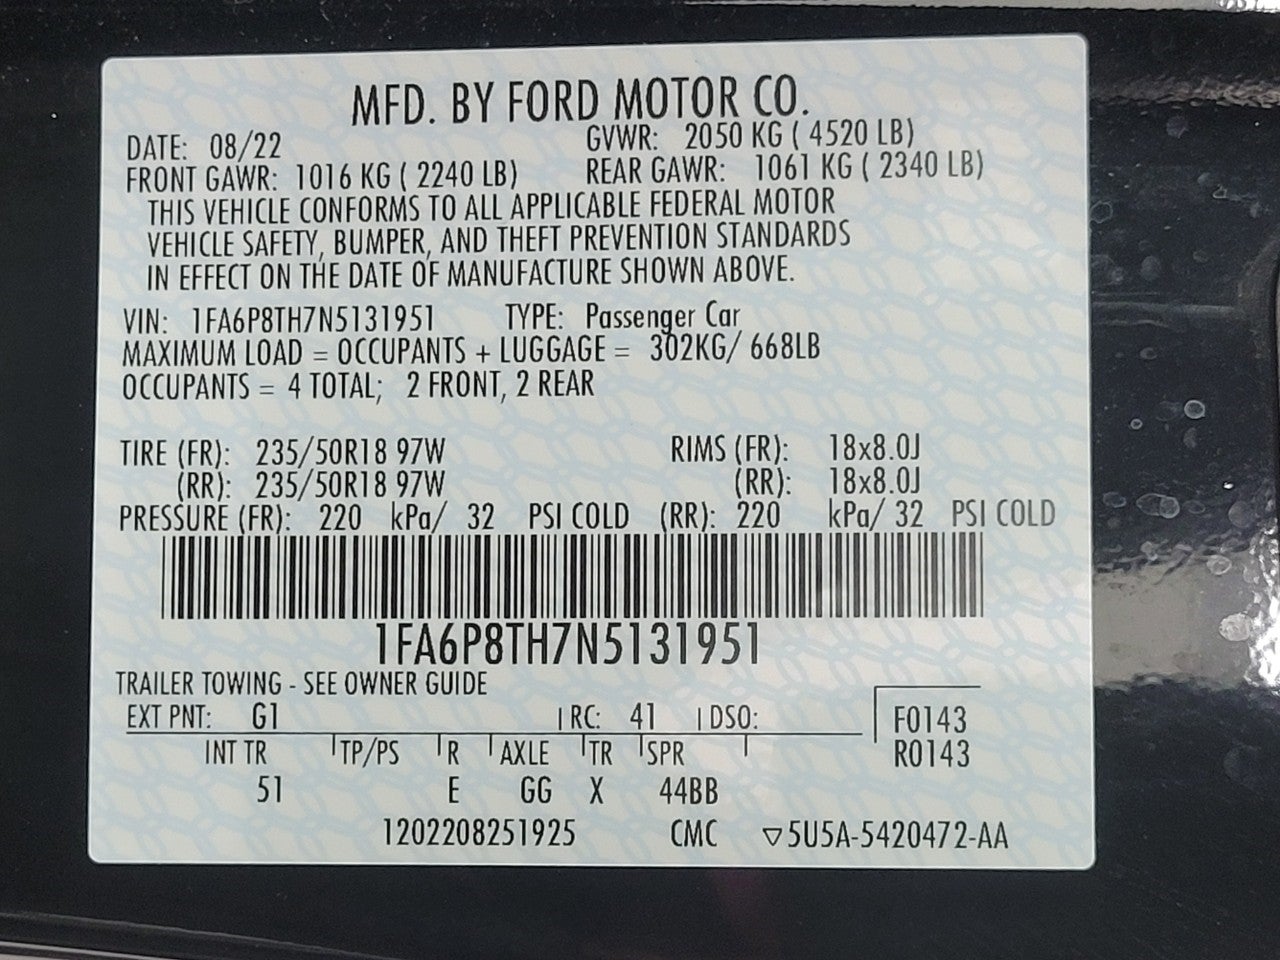 MFD. BY FORD MOTOR CO.
DATE: 08/22 GVWR: 2050 KG ( 4520 LB)
FRONT GAWR: 1016 KG ( 2240 LB) REAR GAWR: 1061 KG ( 2340 LB)
THIS VEHICLE CONFORMS TO ALL APPLICABLE FEDERAL MOTOR
VEHICLE SAFETY, BUMPER, AND THEFT PREVENTION STANDARDS
IN EFFECT ON THE DATE OF MANUFACTURE SHOWN ABOVE.
VIN: 1FA6P8TH7N5131951 TYPE: Passenger Car
MAXIMUM LOAD = OCCUPANTS + LUGGAGE = 302KG/ 668LB
OCCUPANTS = 4 TOTAL; 2 FRONT, 2 REAR
TIRE (FR): 235/50R18 97W RIMS (FR): 18x8.0J
(RR): 235/50R18 97W (RR): 18x8.0J
PRESSURE (FR): 220 kPa/ 32 PSI COLD (RR): 220 kPa/ 32 PSI COLD
1FA6P8TH7N5131951
TRAILER TOWING - SEE OWNER GUIDE
EXT PNT: G1 RC: 41 DSO: F0143
INT TR TP/PS R AXLE TR SPR R0143
51 E GG X 44BB
1202208251925 CMC ▽5U5A-5420472-AA